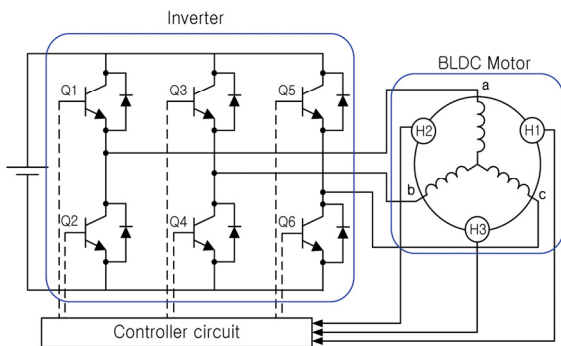 Inverter
BLDC Motor
Q1
Q3
Q5
a
H2
H1
b
c
Q2
Q4
Q6
H3
Controller circuit